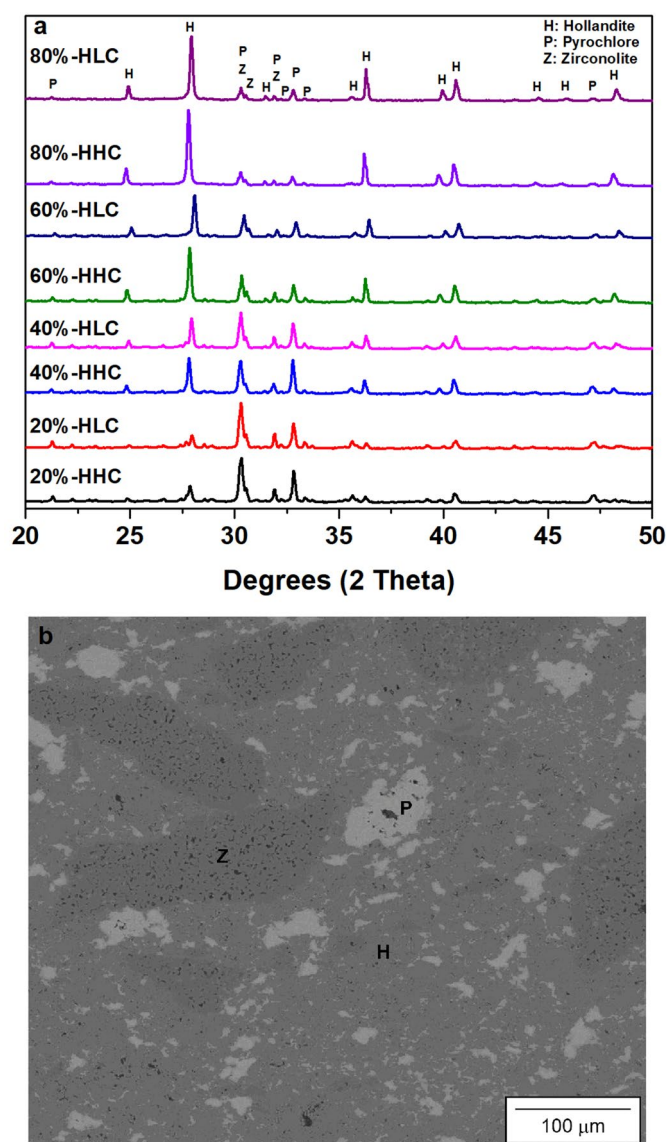 a
H: Hollandite
P: Pyrochlore
Z: Zirconolite
80%-HLC
P
H
H
P
Z
Z
H
P
Z
P
P
P
H
H
H
H
H
H
P
H
80%-HHC
60%-HLC
60%-HHC
40%-HLC
40%-HHC
20%-HLC
20%-HHC
20 25 30 35 40 45 50
Degrees (2 Theta)
b
P
Z
H
100 μm